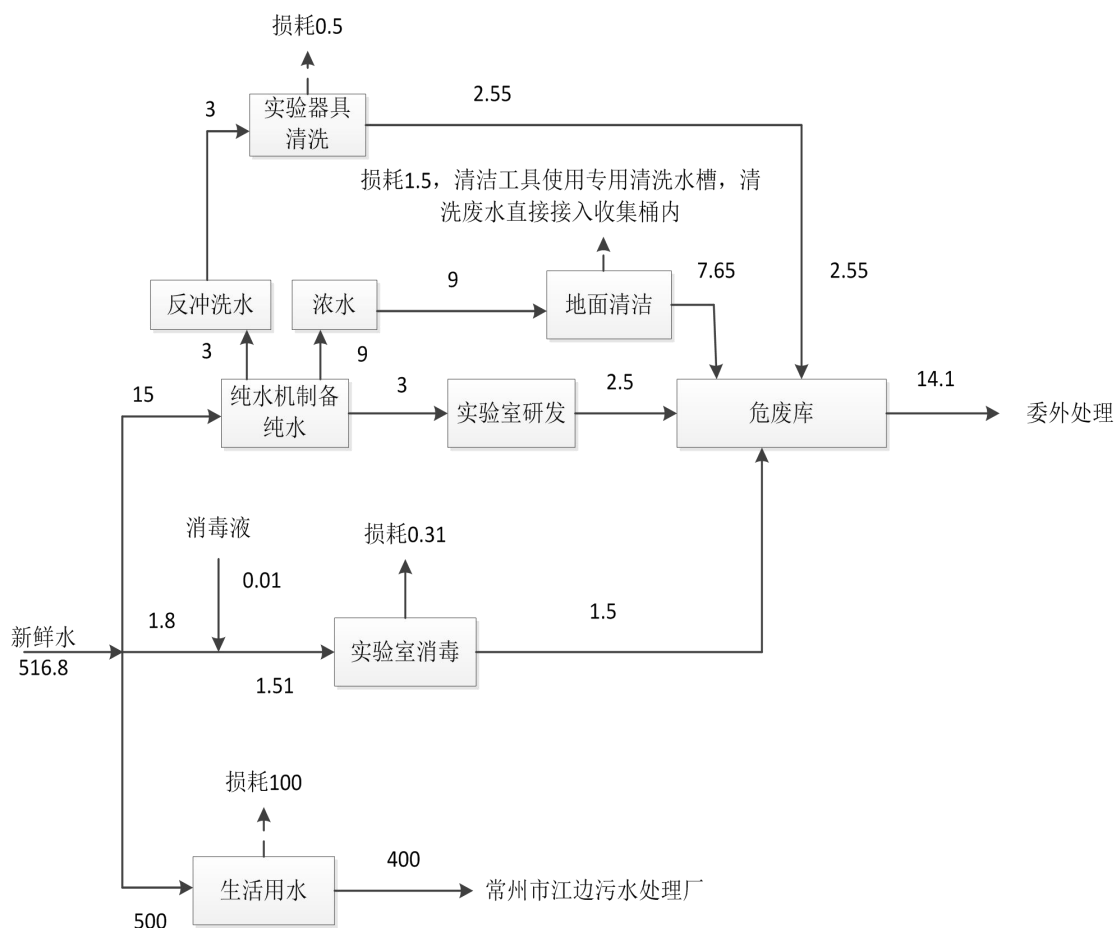 损耗0.5
实验器具
清洗
3
2.55
损耗1.5，清洁工具使用专用清洗水槽，清
洗废水直接接入收集桶内
反冲洗水
浓水
9
地面清洁
7.65
2.55
3
9
15
纯水机制备
纯水
3
实验室研发
2.5
危废库
14.1
委外处理
消毒液
0.01
损耗0.31
新鲜水
516.8
1.8
1.51
实验室消毒
1.5
损耗100
500
生活用水
400
常州市江边污水处理厂